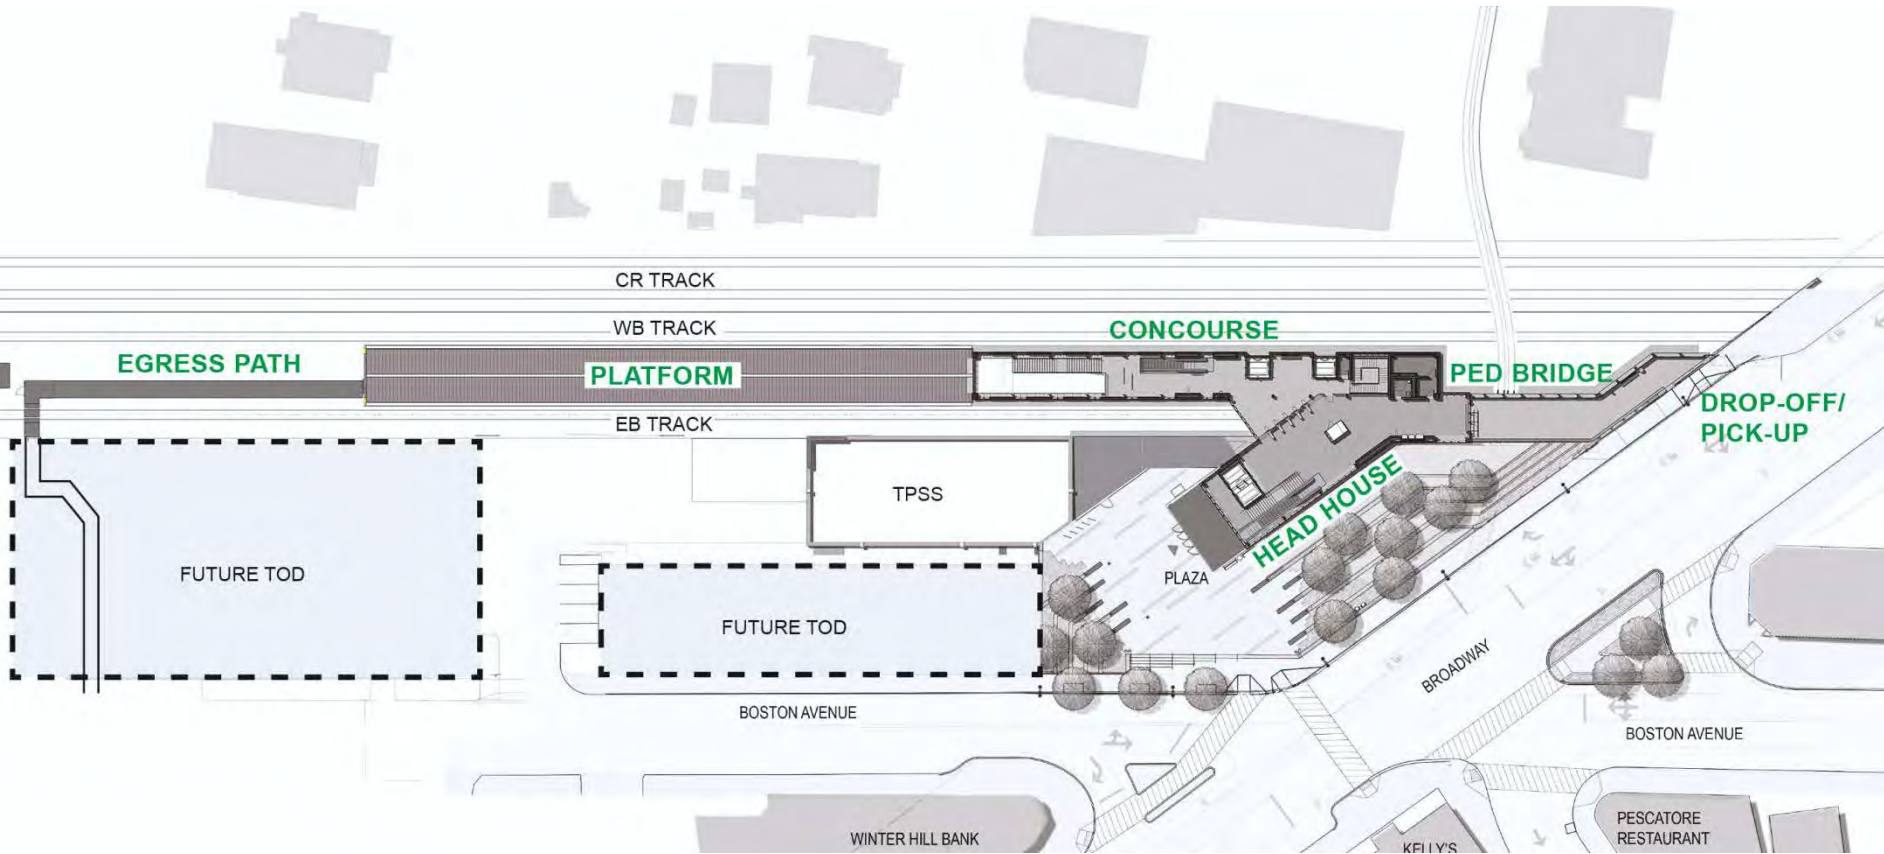 CR TRACK
WB TRACK
CONCOURSE
EGRESS PATH
PLATFORM
PED BRIDGE
EB TRACK
DROP-OFF/
PICK-UP
TPSS
HEAD HOUSE
FUTURE TOD
PLAZA
FUTURE TOD
BROADWAY
BOSTON AVENUE
BOSTON AVENUE
WINTER HILL BANK
KELLY'S
PESCATORE
RESTAURANT